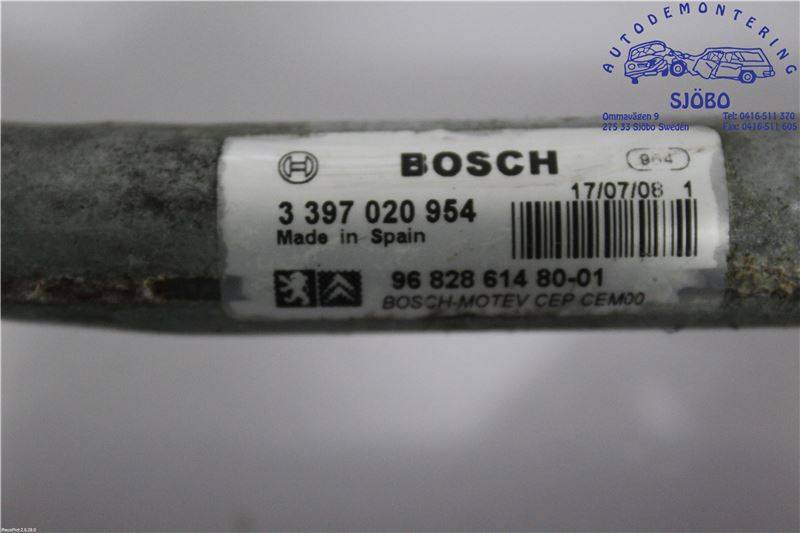 AUTODEMONTERING
SJÖBO
Ommavägen 9
275 33 Sjöbo Sweden
Tel: 0416-511 370
Fax: 0416-511 605
BOSCH
964
17/07/08 1
3 397 020 954
Made in Spain
96 828 614 80-01
BOSCH-MOTEV CEP CEM00